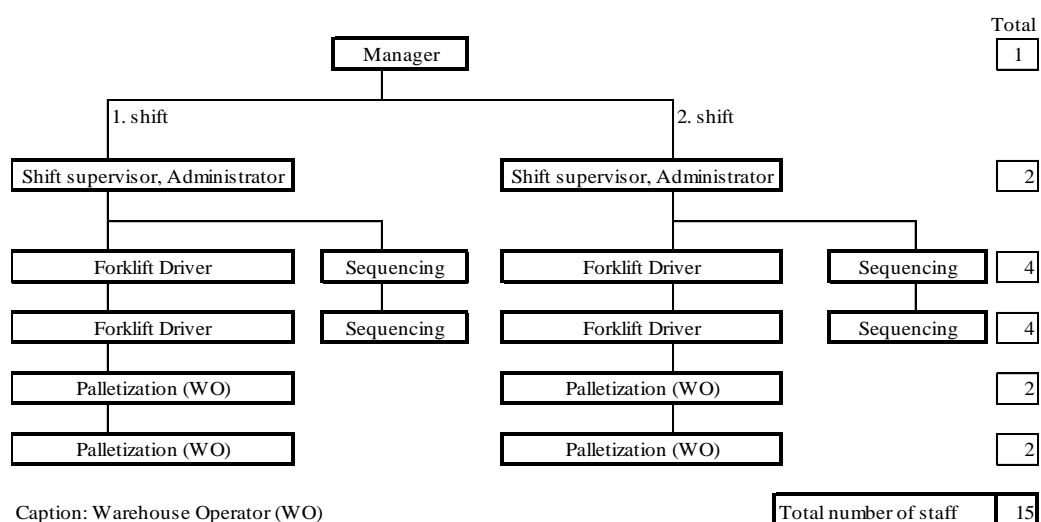 Total
Manager 1
1. shift 2. shift
Shift supervisor, Administrator Shift supervisor, Administrator 2
Forklift Driver Sequencing Forklift Driver Sequencing 4
Forklift Driver Sequencing Forklift Driver Sequencing 4
Palletization (WO) Palletization (WO) 2
Palletization (WO) Palletization (WO) 2
Caption: Warehouse Operator (WO) Total number of staff 15